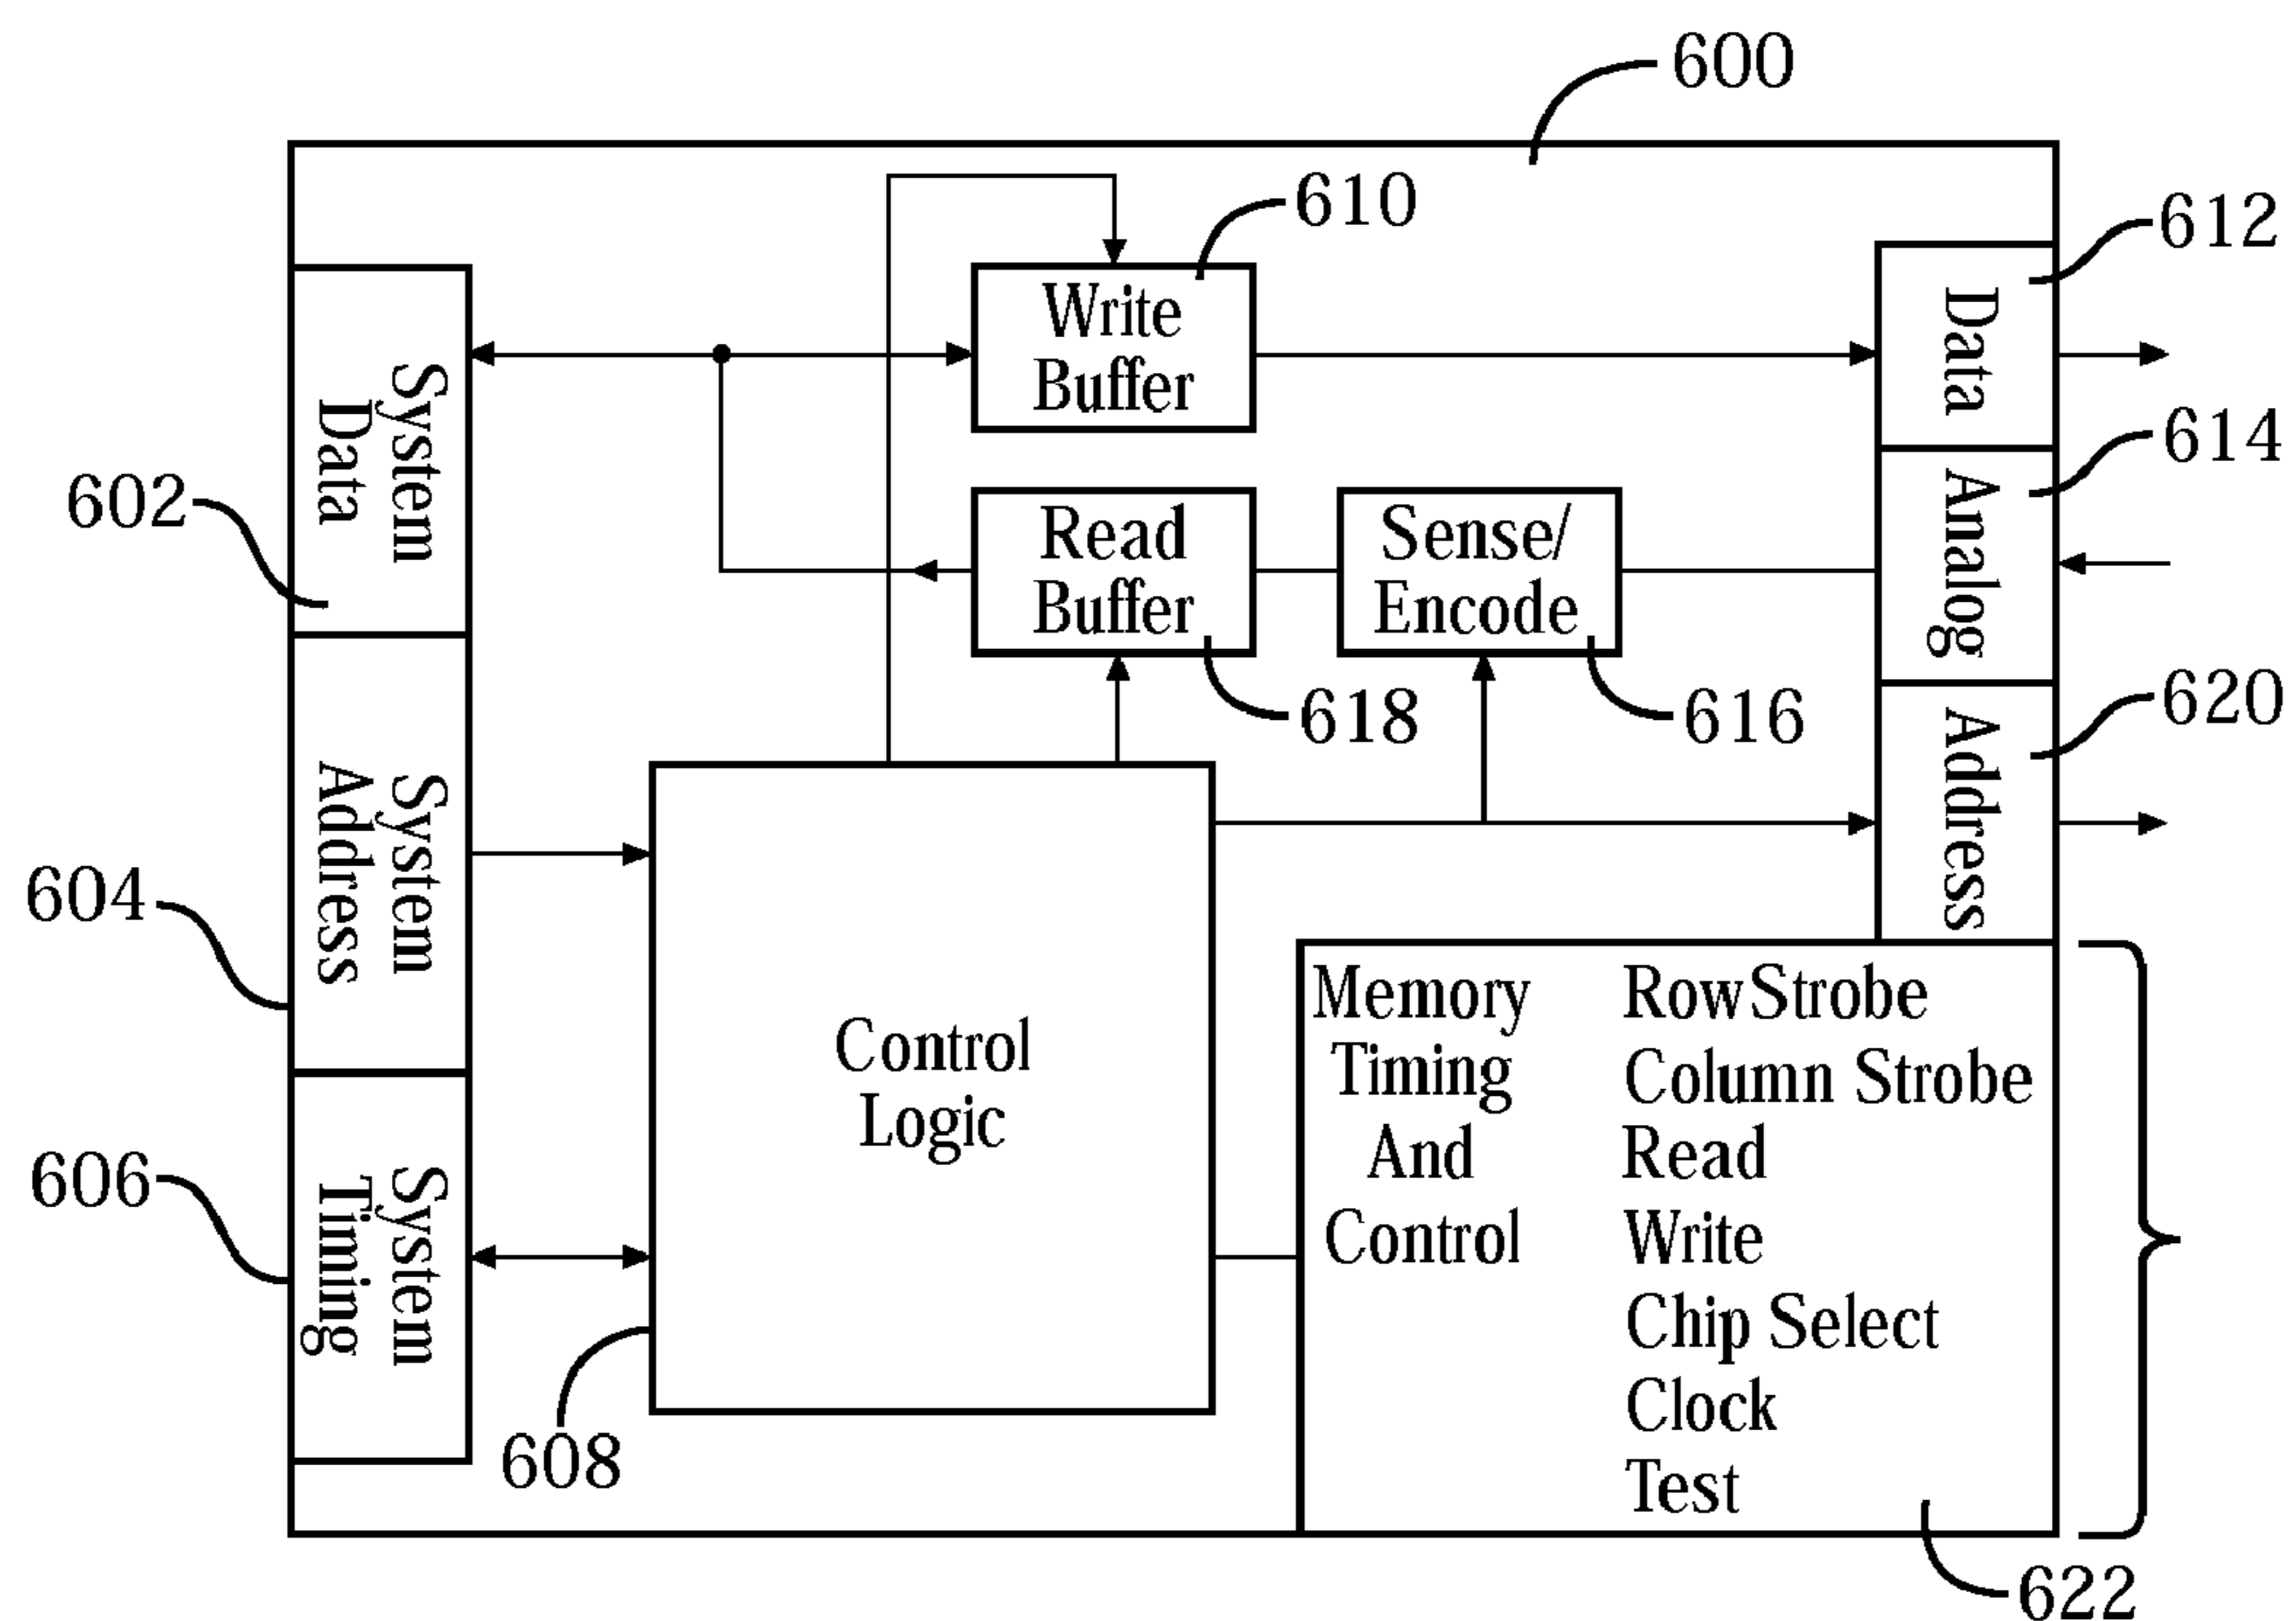 600
610
612
Write
Buffer
Data
System
Data
614
602
Read
Buffer
Sense/
Encode
Analog
618
616
620
Address
System
Address
604
Control
Logic
Memory
Timing
And
Control
Row Strobe
Column Strobe
Read
Write
Chip Select
Clock
Test
606
System
Timing
608
622